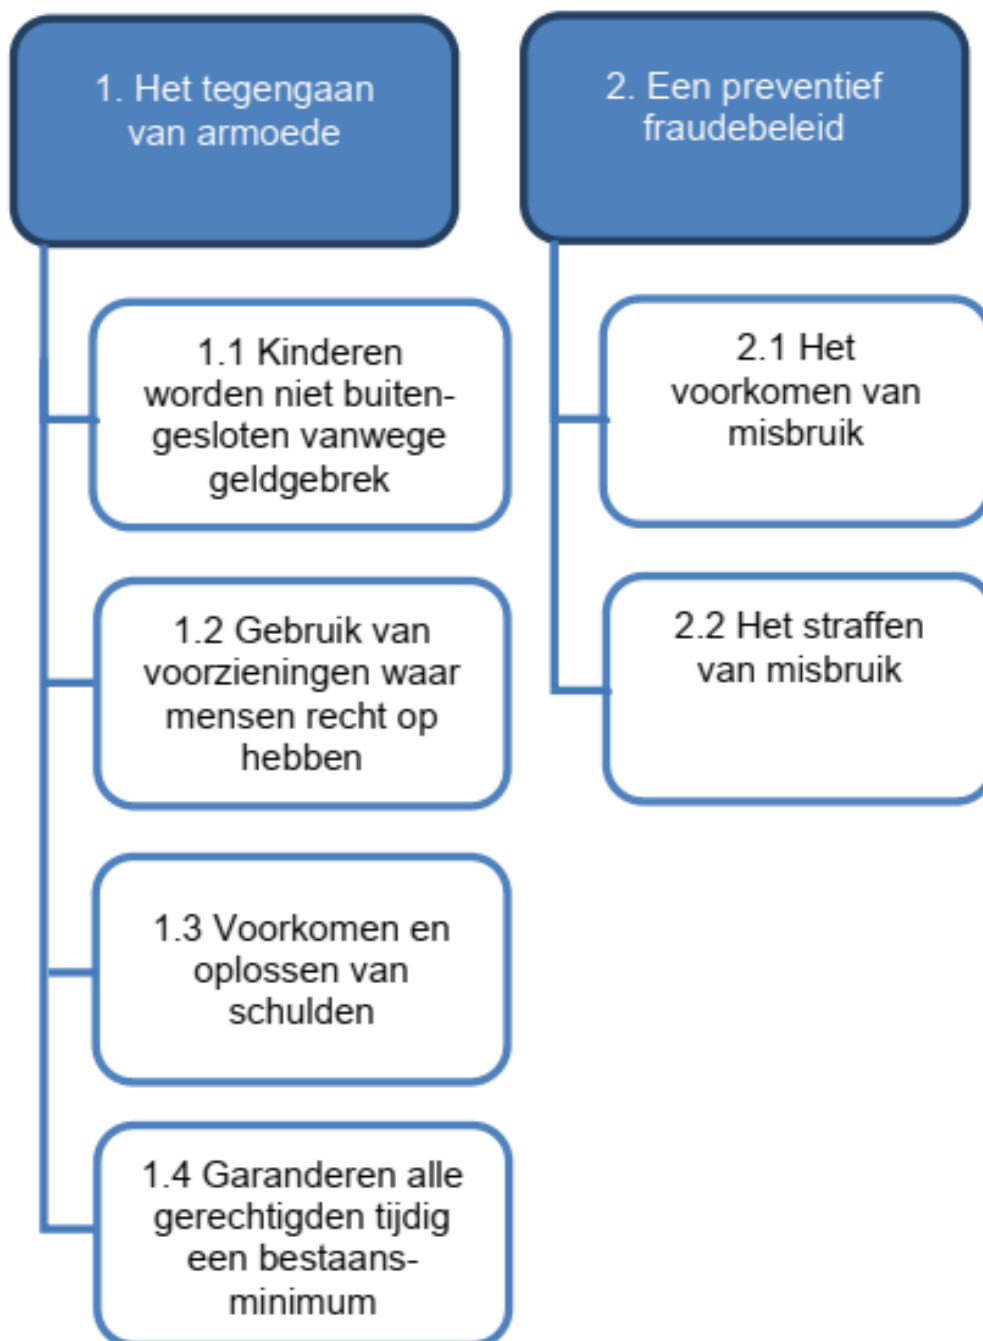 1. Het tegengaan
van armoede
1.1 Kinderen
worden niet buiten-
gesloten vanwege
geldgebrek
1.2 Gebruik van
voorzieningen waar
mensen recht op
hebben
1.3 Voorkomen en
oplossen van
schulden
1.4 Garanderen alle
gerechtigden tijdig
een bestaans-
minimum
2. Een preventief
fraudebeleid
2.1 Het
voorkomen van
misbruik
2.2 Het straffen
van misbruik